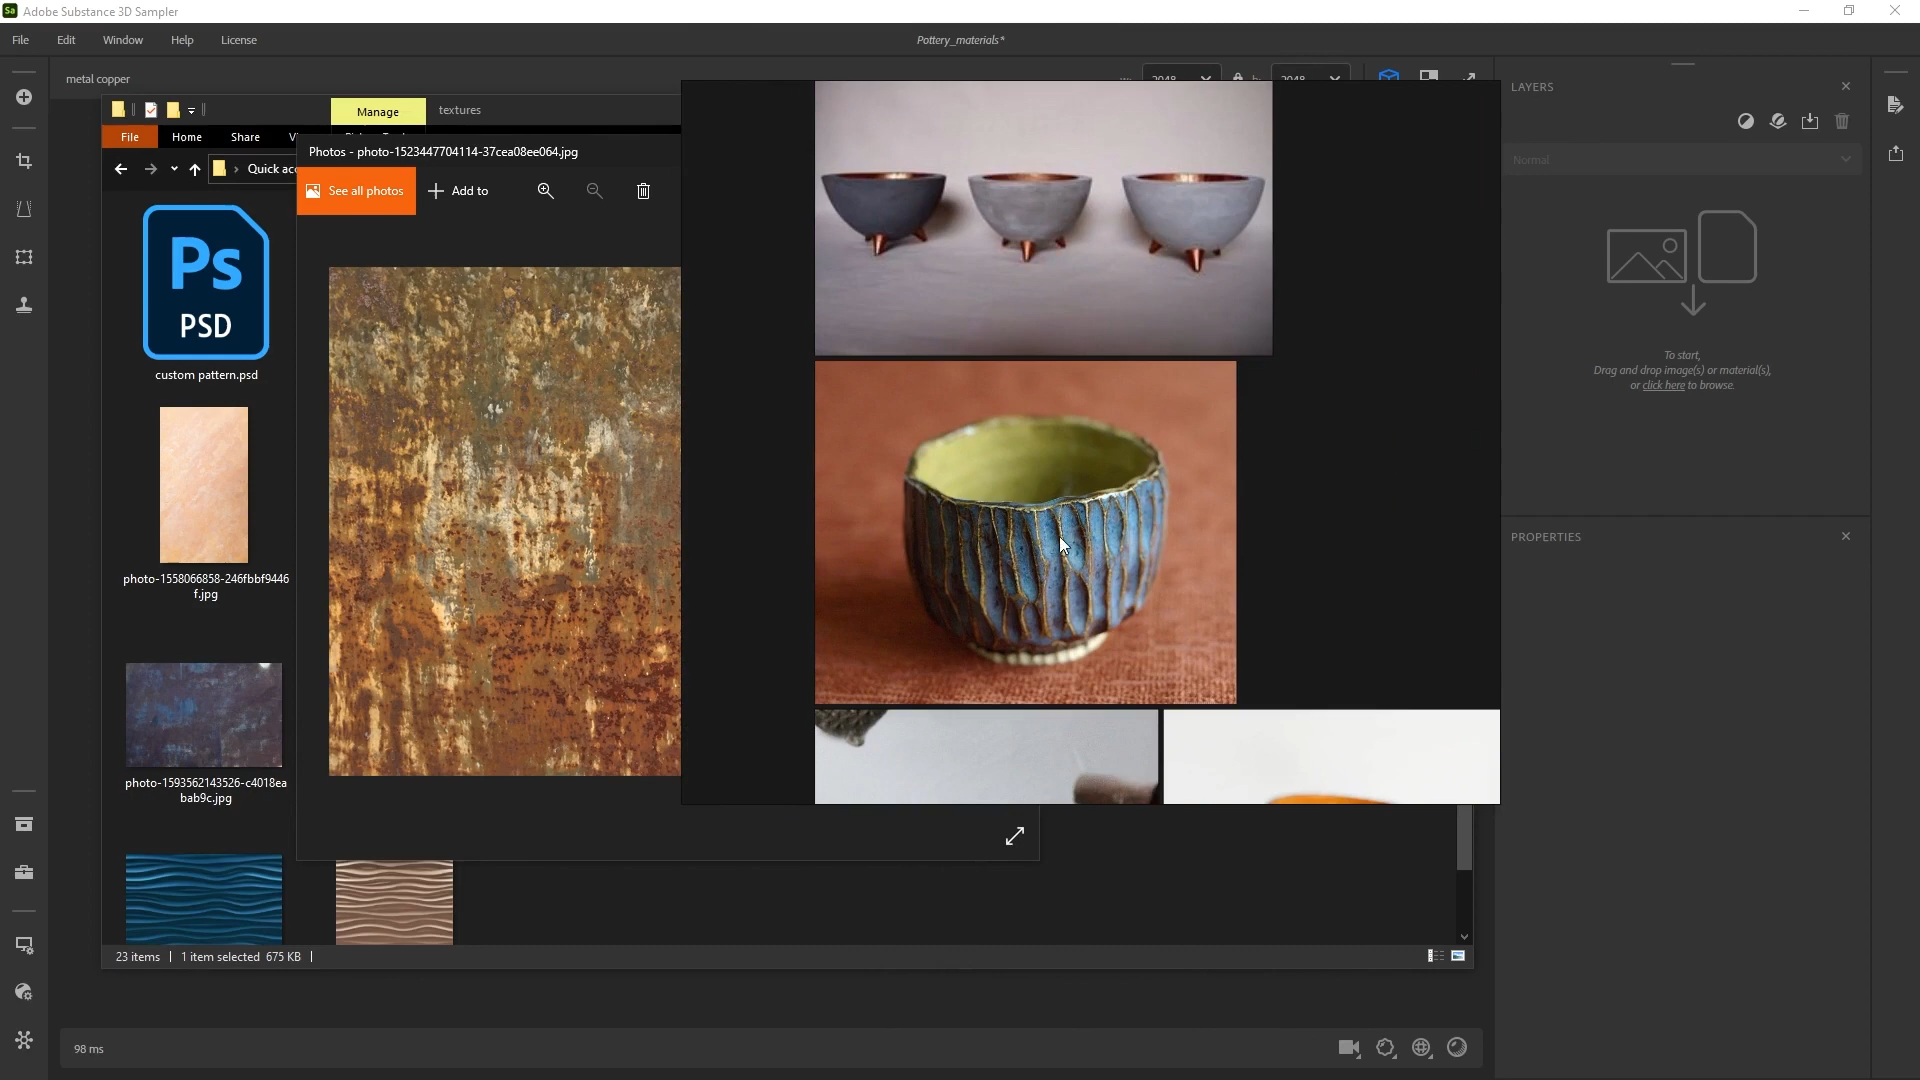 Sa Adobe Substance 3D Sampler
File Edit Window Help License
Pottery_materials*
metal copper
2048 2048
LAYERS
Manage textures
File Home Share
Photos - photo-1523447704114-37cea08ee064.jpg
Normal
Quick acc
See all photos Add to
Ps
PSD
custom pattern.psd
To start,
Drag and drop image(s) or material(s),
or click here to browse.
PROPERTIES
photo-1558066858-246fbbf9446
f.jpg
photo-1593562143526-c4018ea
bab9c.jpg
23 items 1 item selected 675 KB
98 ms